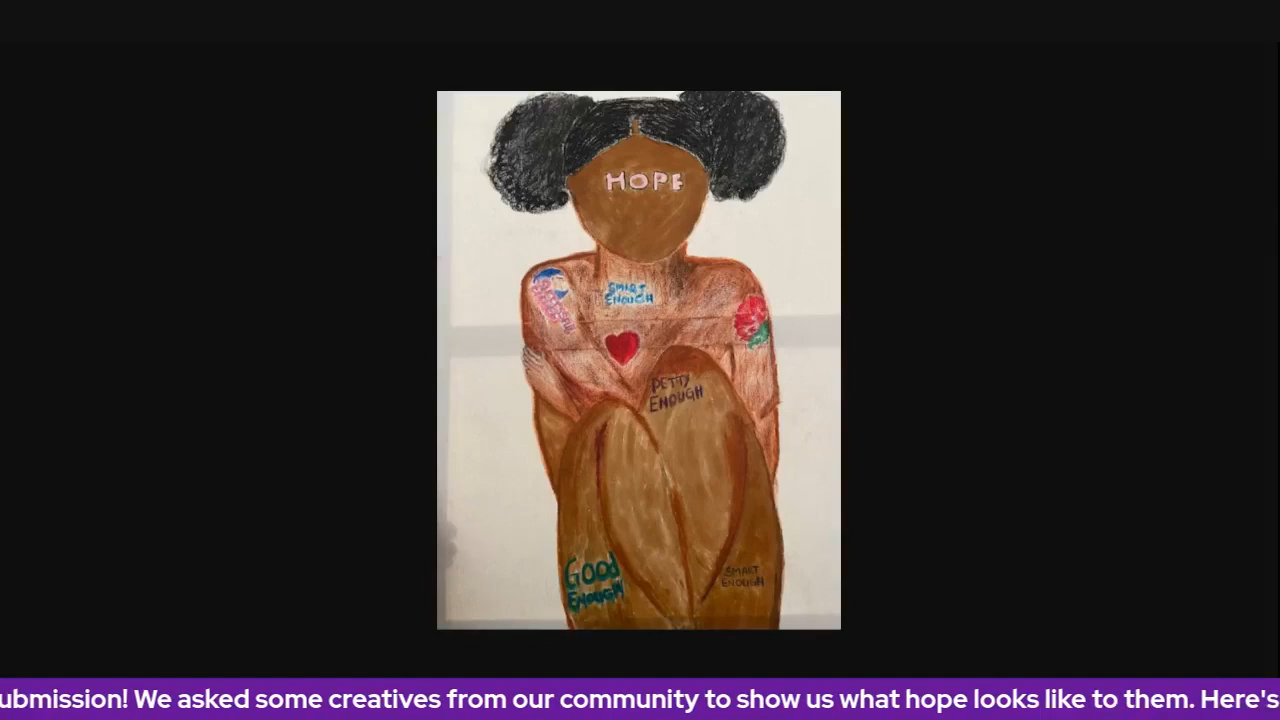 HOPE
SMART
ENOUGH
PETTY
ENOUGH
GOOD
ENOUGH
SMART
ENOUGH
ubmission! We asked some creatives from our community to show us what hope looks like to them. Here's